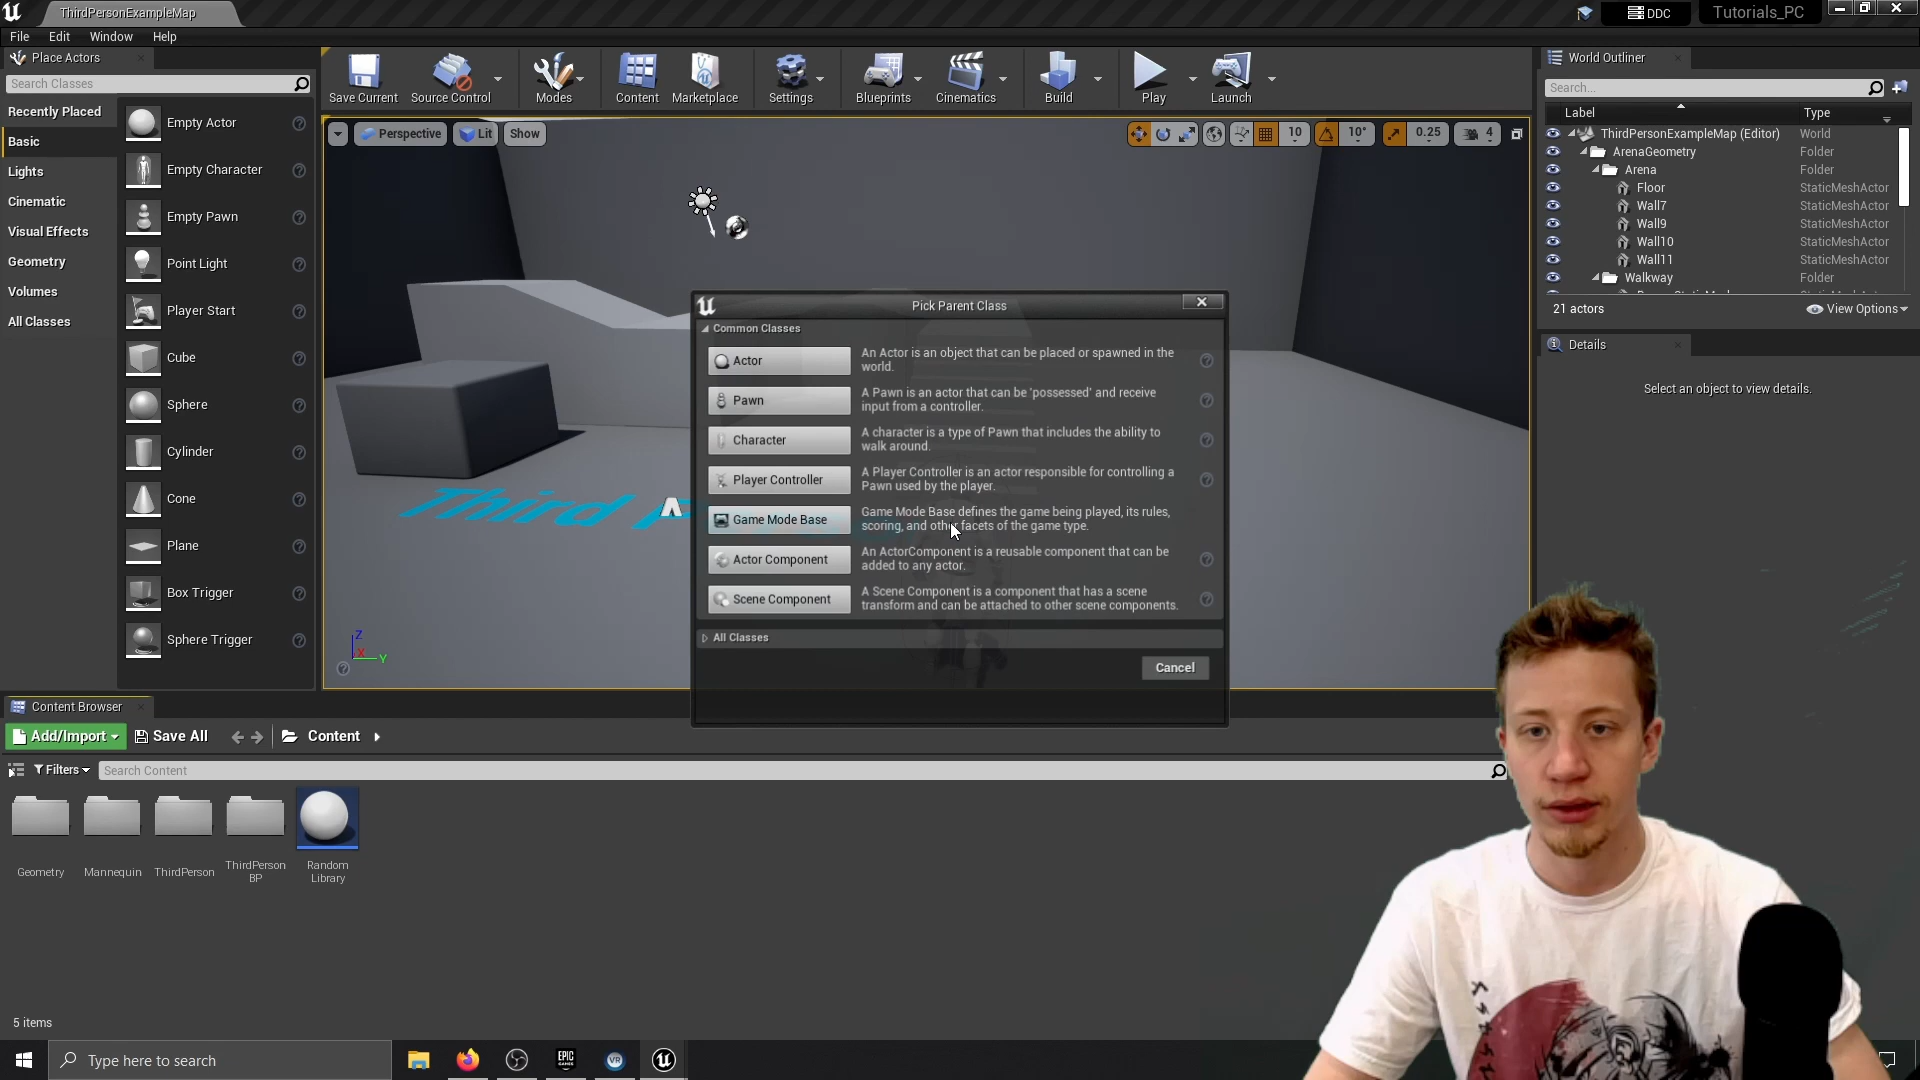 ThirdPersonExampleMap
DDC
Tutorials_PC
File
Edit
Window
Help
Place Actors
Search Classes
Recently Placed
Basic
Lights
Cinematic
Visual Effects
Geometry
Volumes
All Classes
Empty Actor
Empty Character
Empty Pawn
Point Light
Player Start
Cube
Sphere
Cylinder
Cone
Plane
Box Trigger
Sphere Trigger
Save Current
Source Control
Modes
Content
Marketplace
Settings
Blueprints
Cinematics
Build
Play
Launch
Perspective
Lit
Show
10
10°
0.25
4
Third P
Z
X
Y
Pick Parent Class
Common Classes
Actor
An Actor is an object that can be placed or spawned in the
world.
Pawn
A Pawn is an actor that can be 'possessed' and receive
input from a controller.
Character
A character is a type of Pawn that includes the ability to
walk around.
Player Controller
A Player Controller is an actor responsible for controlling a
Pawn used by the player.
Game Mode Base
Game Mode Base defines the game being played, its rules,
scoring, and other facets of the game type.
Actor Component
An ActorComponent is a reusable component that can be
added to any actor.
Scene Component
A Scene Component is a component that has a scene
transform and can be attached to other scene components.
All Classes
Cancel
World Outliner
Search...
Label
Type
ThirdPersonExampleMap (Editor)
World
ArenaGeometry
Folder
Arena
Folder
Floor
StaticMeshActor
Wall7
StaticMeshActor
Wall9
StaticMeshActor
Wall10
StaticMeshActor
Wall11
StaticMeshActor
Walkway
Folder
21 actors
View Options
Details
Select an object to view details.
Content Browser
Add/Import
Save All
Content
Filters
Search Content
Geometry
Mannequin
ThirdPerson
ThirdPerson
BP
Random
Library
5 items
Type here to search
EPIC
GAMES
VR